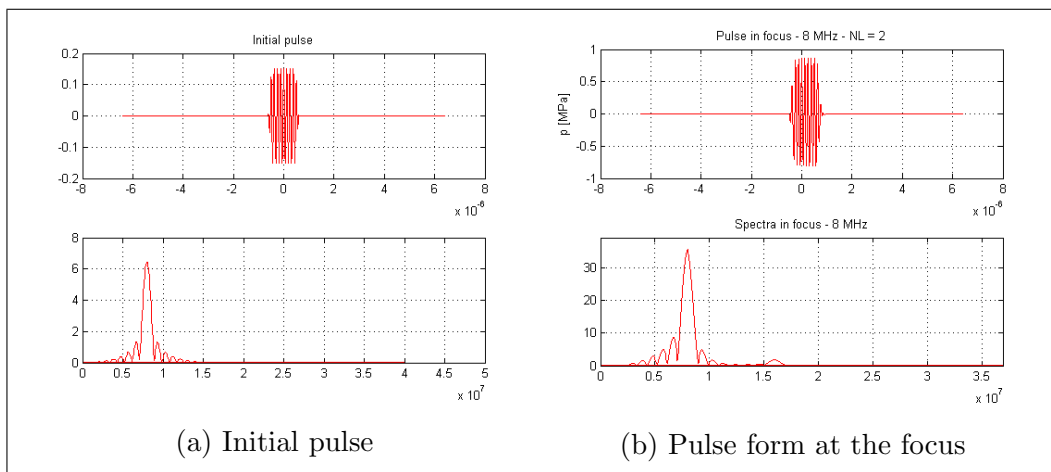 Initial pulse
0.2
0.1
0
-0.1
-0.2
-8 -6 -4 -2 0 2 4 6 8
x 10^-6
8
6
4
2
0
0 0.5 1 1.5 2 2.5 3 3.5 4 4.5 5
x 10^7
(a) Initial pulse
Pulse in focus - 8 MHz - NL = 2
p [MPa]
1
0.5
0
-0.5
-1
-8 -6 -4 -2 0 2 4 6 8
x 10^-6
Spectra in focus - 8 MHz
30
20
10
0
0 0.5 1 1.5 2 2.5 3 3.5
x 10^7
(b) Pulse form at the focus